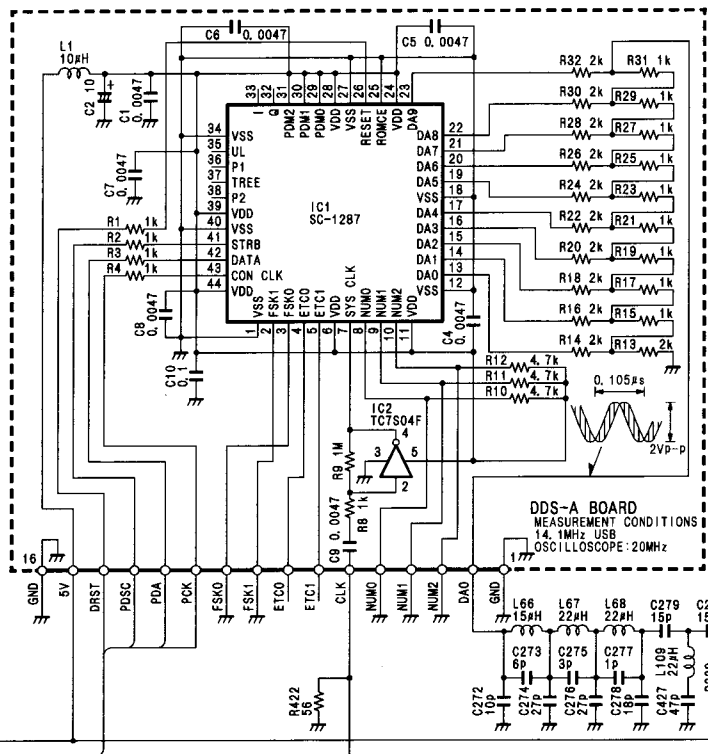 C6 0.0047
C5 0.0047
L1
10μH
C2 10
C1
0.0047
R32 2k
R31 1k
R30 2k
R29 1k
R28 2k
R27 1k
R26 2k
R25 1k
R24 2k
R23 1k
R22 2k
R21 1k
R20 2k
R19 1k
R18 2k
R17 1k
R16 2k
R15 1k
R14 2k
R13 2k
33 32 31 30 29 28 27 26 25 24 23
I Q PDM2 PDM1 PDM0 VDD VSS RESET ROMCE VDD DA9
34 VSS
35 UL
36 P1
37 TREE
38 P2
39 VDD
40 VSS
41 STRB
42 DATA
43 CON CLK
44 VDD
IC1
SC-1287
DA8 22
DA7 21
DA6 20
DA5 19
VSS 18
DA4 17
DA3 16
DA2 15
DA1 14
DA0 13
VSS 12
VSS FSK1 FSK0 ETC0 ETC1 VDD SYS CLK NUM0 NUM1 NUM2 VDD
1 2 3 4 5 6 7 8 9 10 11
C7
0.0047
R1 1k
R2 1k
R3 1k
R4 1k
C8
0.0047
C10
0.1
C4
0.0047
R12 4.7k
R11 4.7k
R10 4.7k
IC2
TC7S04F
4
3 5
2
R9 1M
R8 1k
C9 0.0047
0.105μs
2Vp-p
DDS-A BOARD
MEASUREMENT CONDITIONS
14.1MHz USB
OSCILLOSCOPE:20MHz
16 1
GND 5V DRST PDSC PDA PCK FSK0 FSK1 ETC0 ETC1 CLK NUM0 NUM1 NUM2 DA0 GND
L66
15μH
L67
22μH
L68
22μH
C279
15p
C273
6p
C275
3p
C277
1p
L109
22μH
C272
10p
C274
27p
C276
27p
C278
18p
C427
47p
R422
56